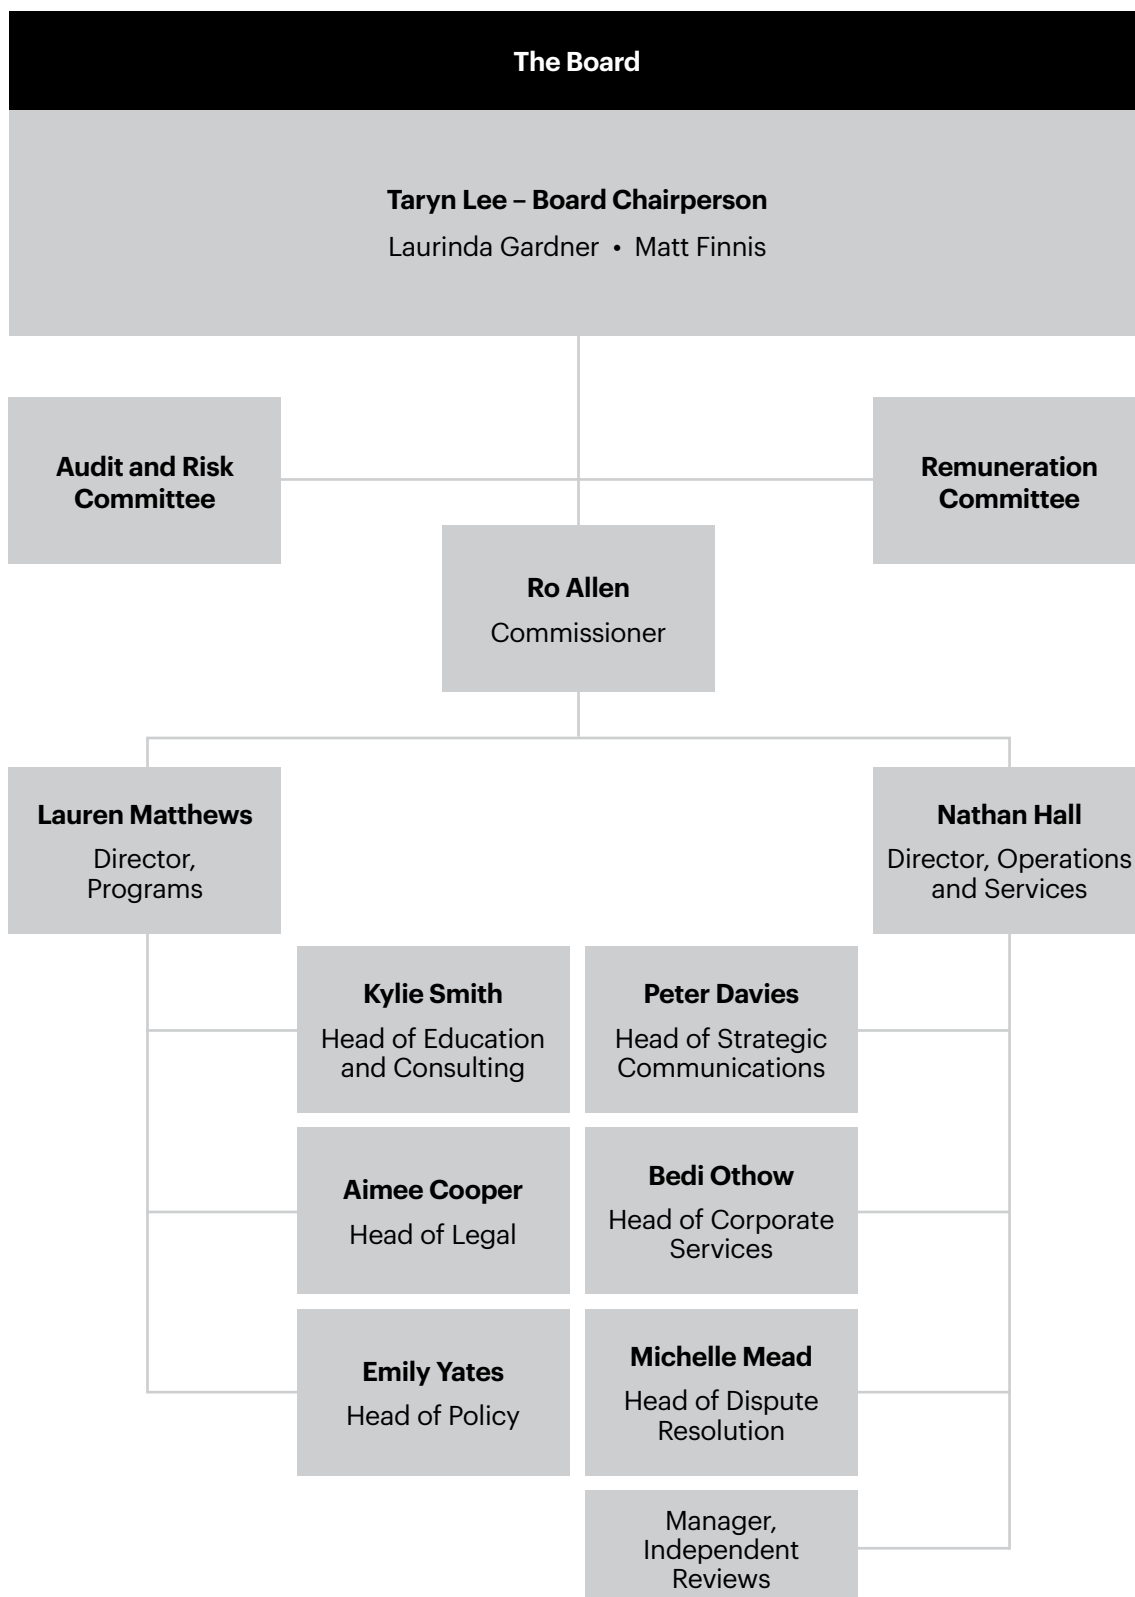 The Board
Taryn Lee – Board Chairperson
Laurinda Gardner • Matt Finnis
Audit and Risk
Committee
Remuneration
Committee
Ro Allen
Commissioner
Lauren Matthews
Director,
Programs
Nathan Hall
Director, Operations
and Services
Kylie Smith
Head of Education
and Consulting
Peter Davies
Head of Strategic
Communications
Aimee Cooper
Head of Legal
Bedi Othow
Head of Corporate
Services
Emily Yates
Head of Policy
Michelle Mead
Head of Dispute
Resolution
Manager,
Independent
Reviews